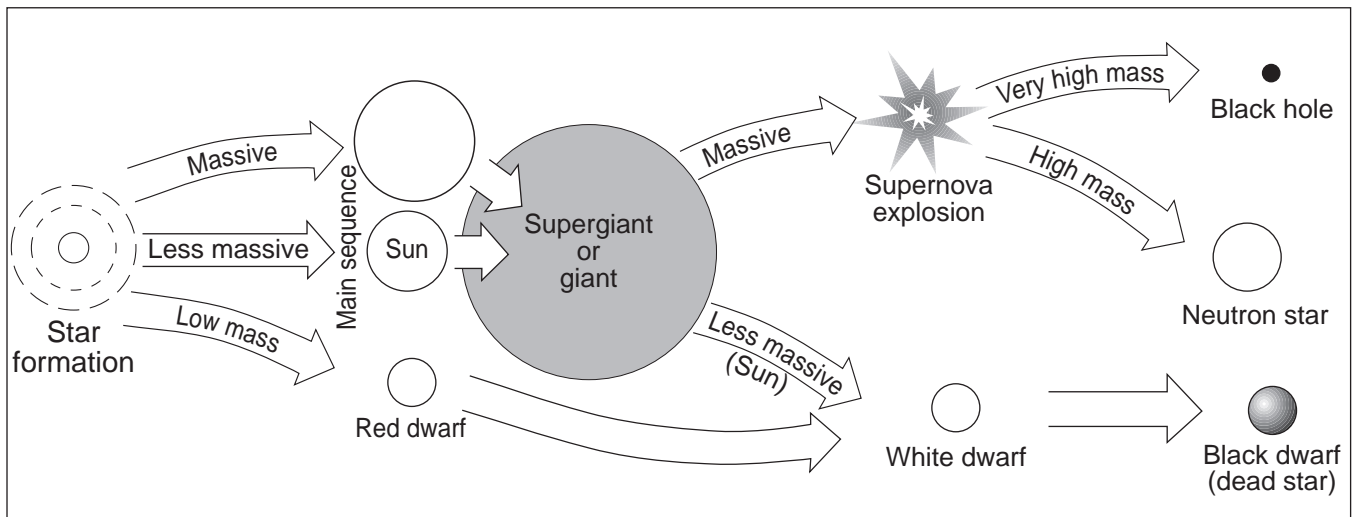 Star
formation
Massive
Less massive
Low mass
Main sequence
Sun
Red dwarf
Supergiant
or
giant
Massive
Less massive
(Sun)
Supernova
explosion
Very high mass
High mass
Black hole
Neutron star
White dwarf
Black dwarf
(dead star)